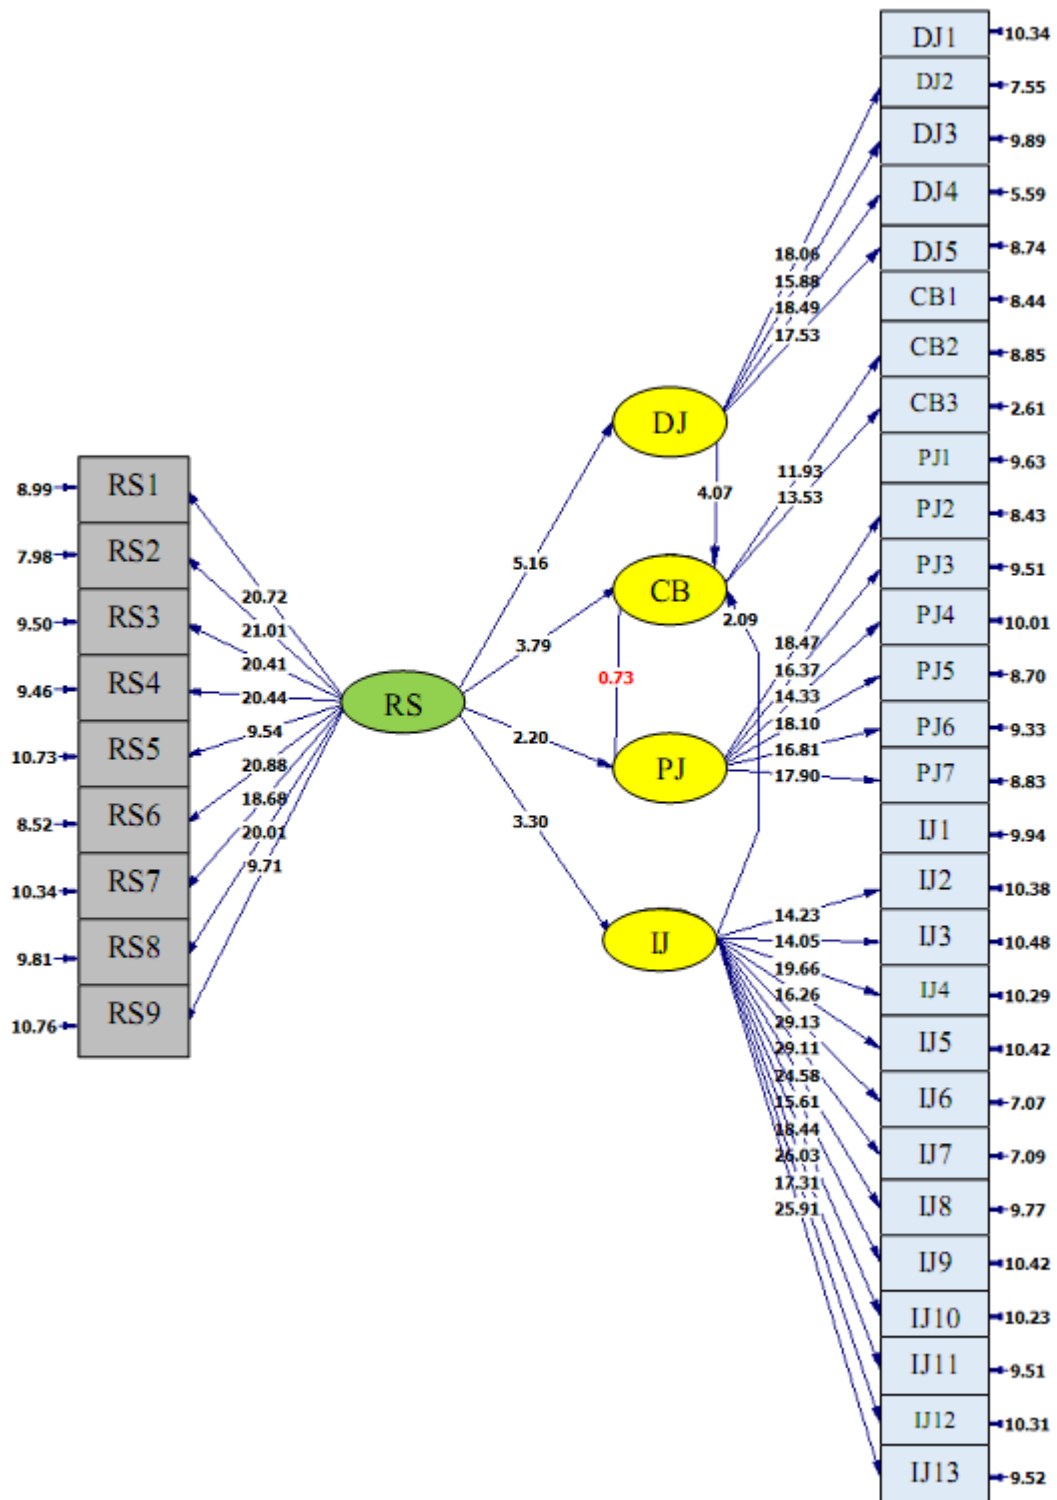 DJ1 10.34
DJ2 7.55
DJ3 9.89
DJ4 5.59
DJ5 8.74
CB1 8.44
CB2 8.85
CB3 2.61
PJ1 9.63
PJ2 8.43
PJ3 9.51
PJ4 10.01
PJ5 8.70
PJ6 9.33
PJ7 8.83
IJ1 9.94
IJ2 10.38
IJ3 10.48
IJ4 10.29
IJ5 10.42
IJ6 7.07
IJ7 7.09
IJ8 9.77
IJ9 10.42
IJ10 10.23
IJ11 9.51
IJ12 10.31
IJ13 9.52
18.06
15.88
18.49
17.53
DJ
4.07
11.93
13.53
CB
2.09
5.16
3.79
0.73
2.20
3.30
18.47
16.37
14.33
18.10
16.81
17.90
PJ
IJ
14.23
14.05
19.66
16.26
29.13
29.11
24.58
15.61
18.44
26.03
17.31
25.91
RS
8.99 RS1
7.98 RS2
9.50 RS3
9.46 RS4
10.73 RS5
8.52 RS6
10.34 RS7
9.81 RS8
10.76 RS9
20.72
21.01
20.41
20.44
9.54
20.88
18.68
20.01
9.71